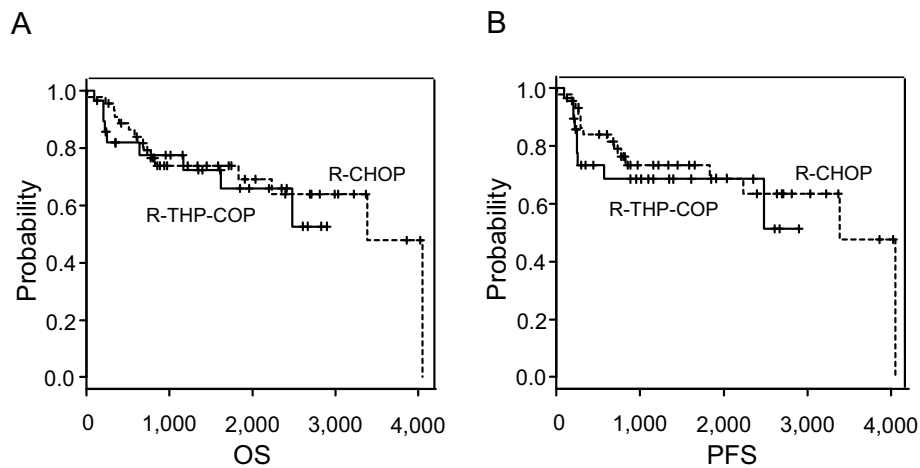 A
Probability
1.0
0.8
0.6
0.4
0.2
0.0
R-CHOP
R-THP-COP
0 1,000 2,000 3,000 4,000
OS
B
Probability
1.0
0.8
0.6
0.4
0.2
0.0
R-CHOP
R-THP-COP
0 1,000 2,000 3,000 4,000
PFS